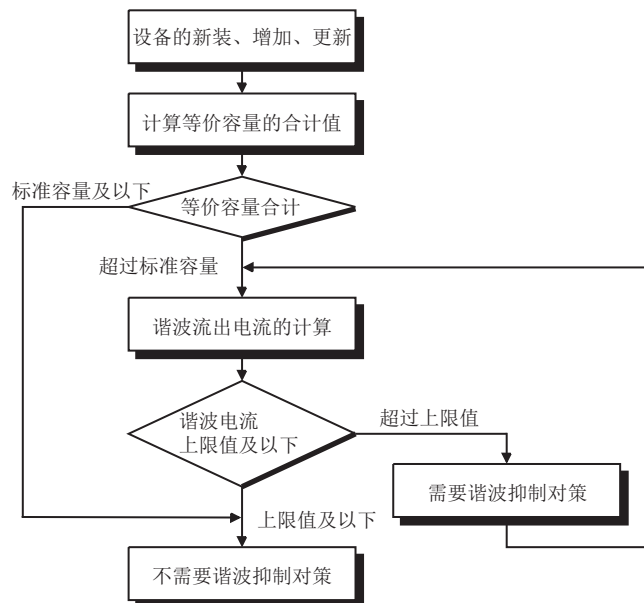 设备的新装、增加、更新
计算等价容量的合计值
标准容量及以下
等价容量合计
超过标准容量
谐波流出电流的计算
谐波电流
上限值及以下
超过上限值
需要谐波抑制对策
上限值及以下
不需要谐波抑制对策